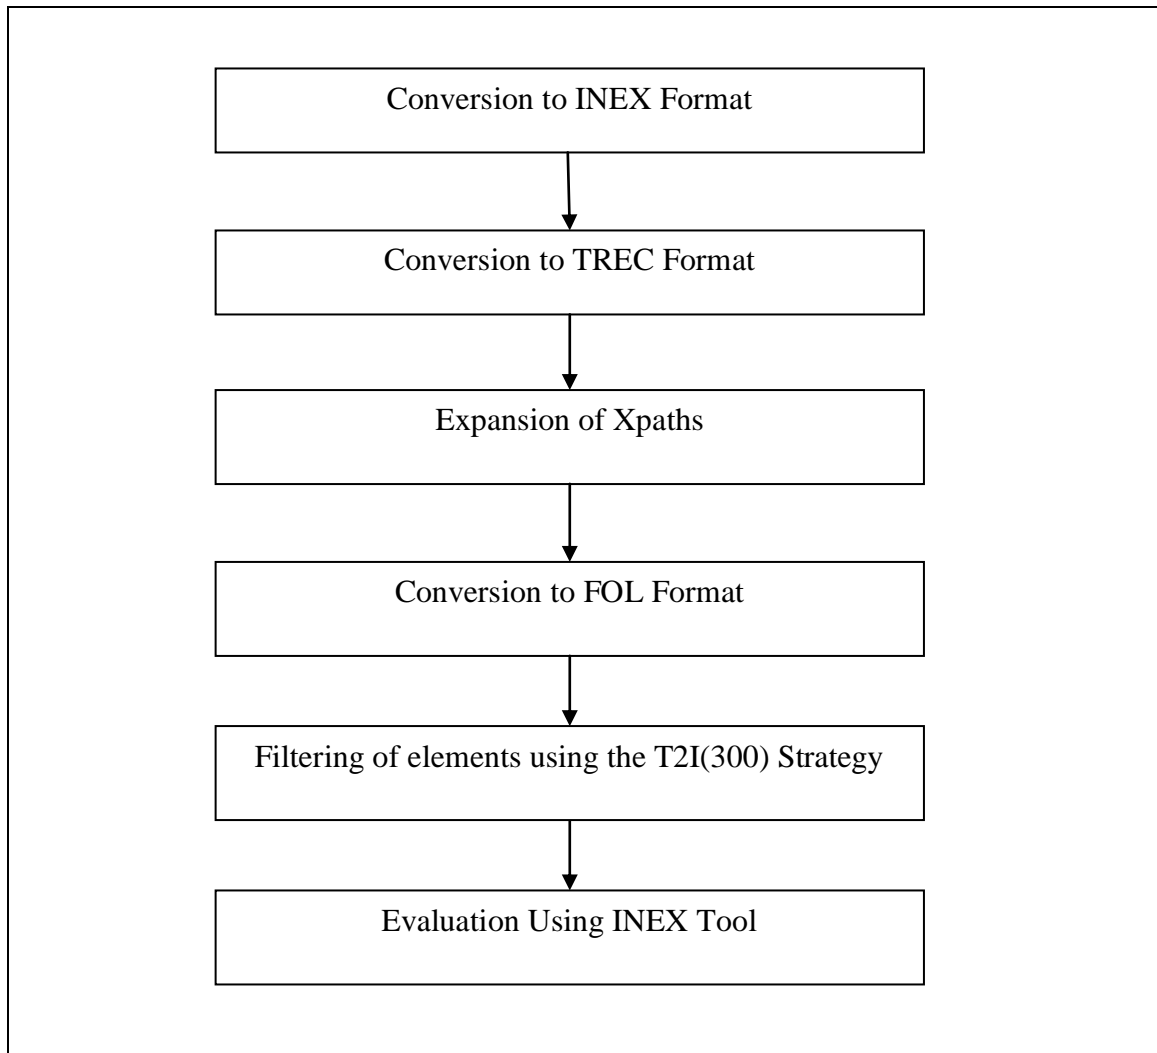 Conversion to INEX Format
Conversion to TREC Format
Expansion of Xpaths
Conversion to FOL Format
Filtering of elements using the T2I(300) Strategy
Evaluation Using INEX Tool